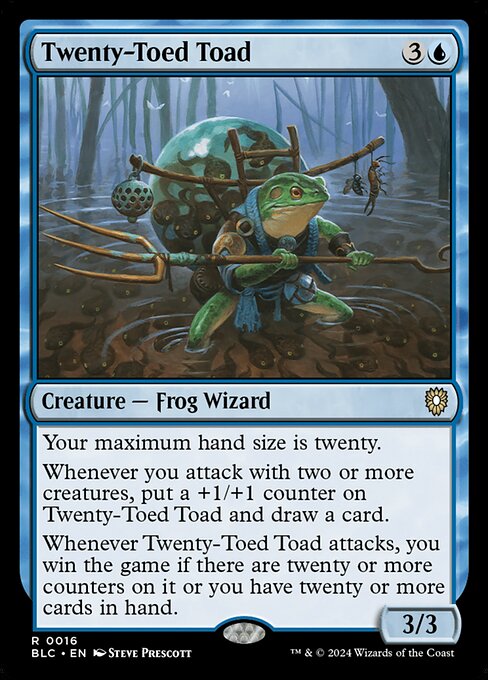 Twenty-Toed Toad 3
Creature — Frog Wizard
Your maximum hand size is twenty.
Whenever you attack with two or more
creatures, put a +1/+1 counter on
Twenty-Toed Toad and draw a card.
Whenever Twenty-Toed Toad attacks, you
win the game if there are twenty or more
counters on it or you have twenty or more
cards in hand.
3/3
R 0016
BLC • EN Steve Prescott
™ & © 2024 Wizards of the Coast